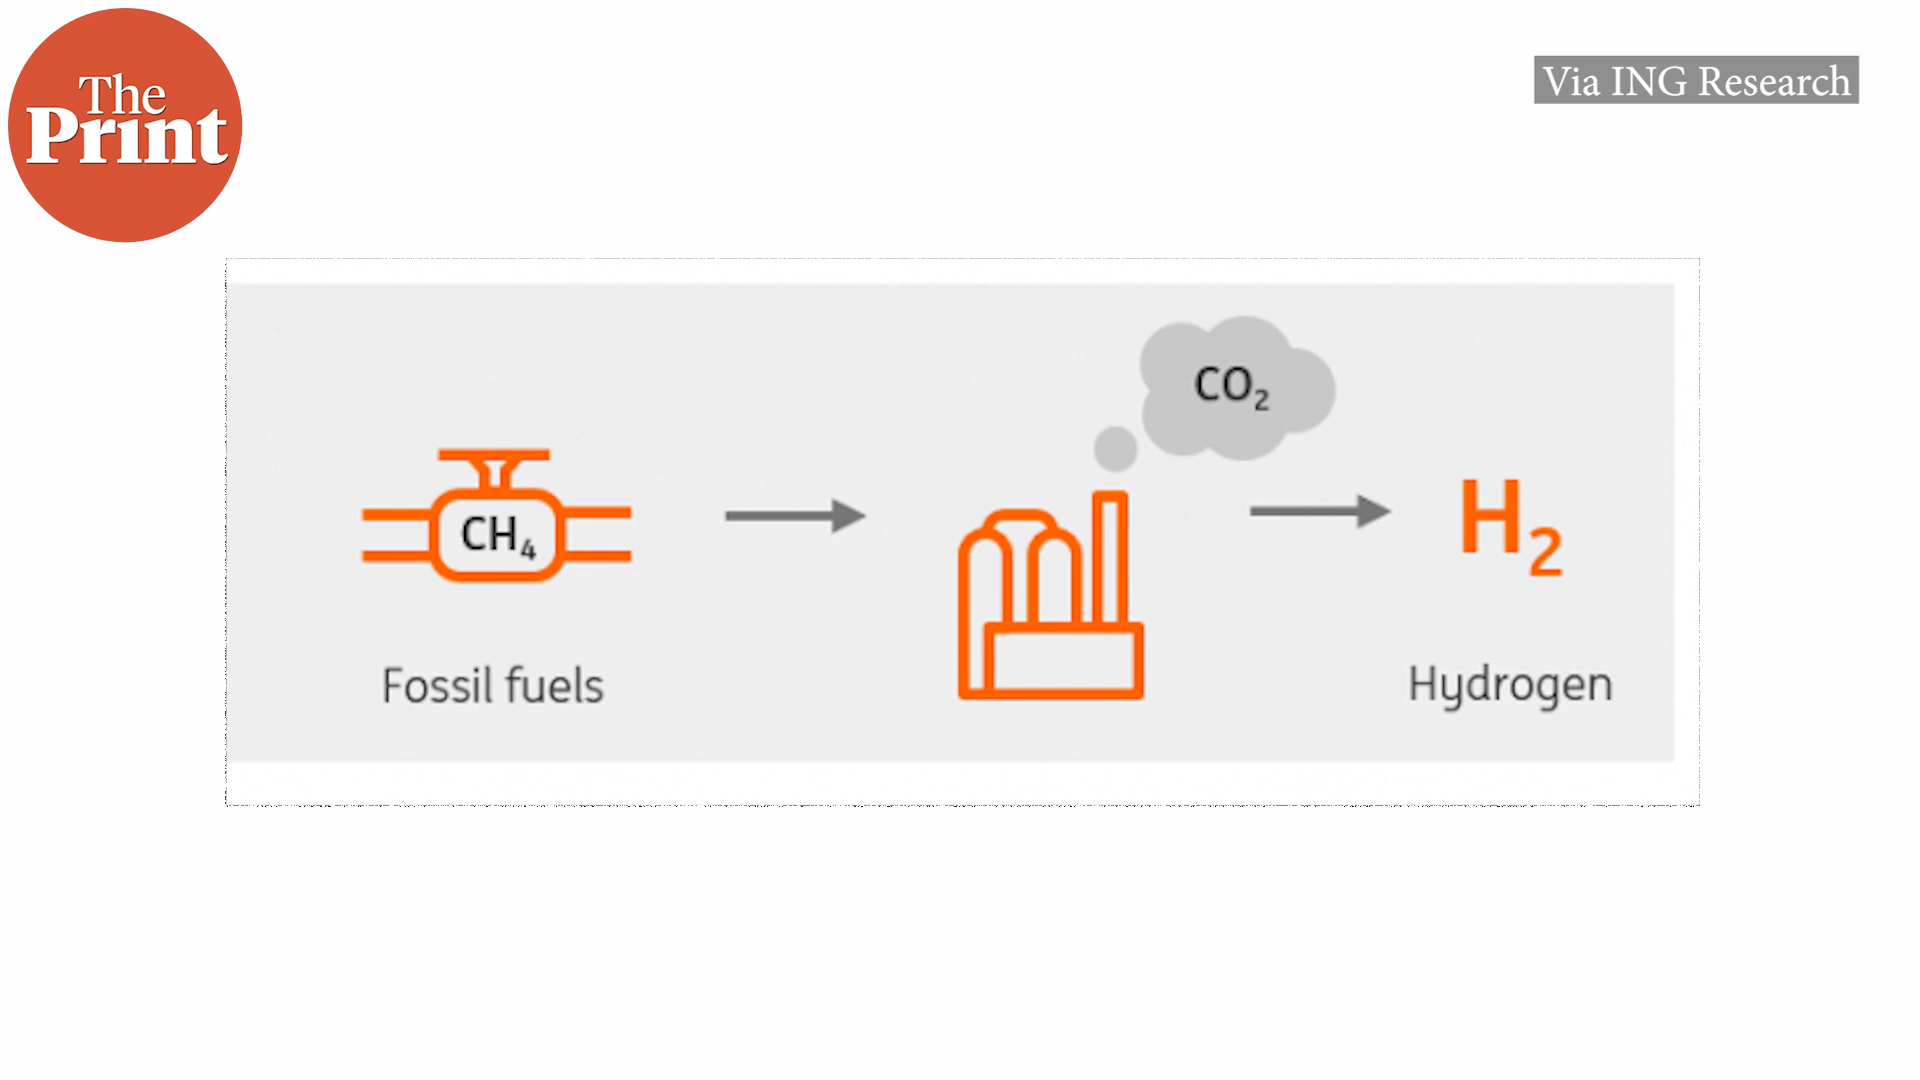 The
Print
Via ING Research
CO₂
CH₄
H₂
Fossil fuels
Hydrogen